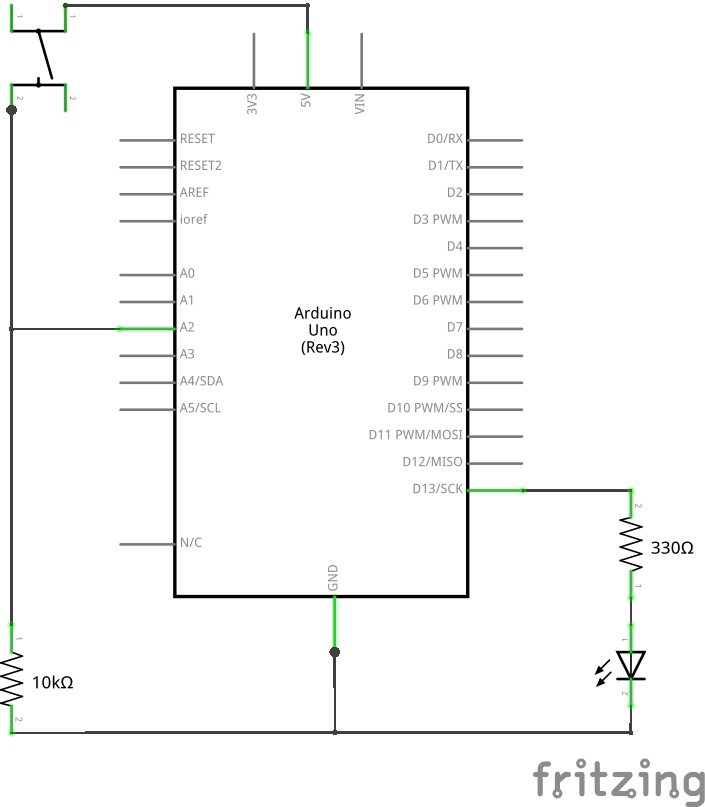 1
1
2
2
3V3
5V
VIN
RESET
RESET2
AREF
ioref
A0
A1
A2
A3
A4/SDA
A5/SCL
N/C
Arduino
Uno
(Rev3)
D0/RX
D1/TX
D2
D3 PWM
D4
D5 PWM
D6 PWM
D7
D8
D9 PWM
D10 PWM/SS
D11 PWM/MOSI
D12/MISO
D13/SCK
GND
2
330Ω
1
1
2
1
10kΩ
2
fritzing